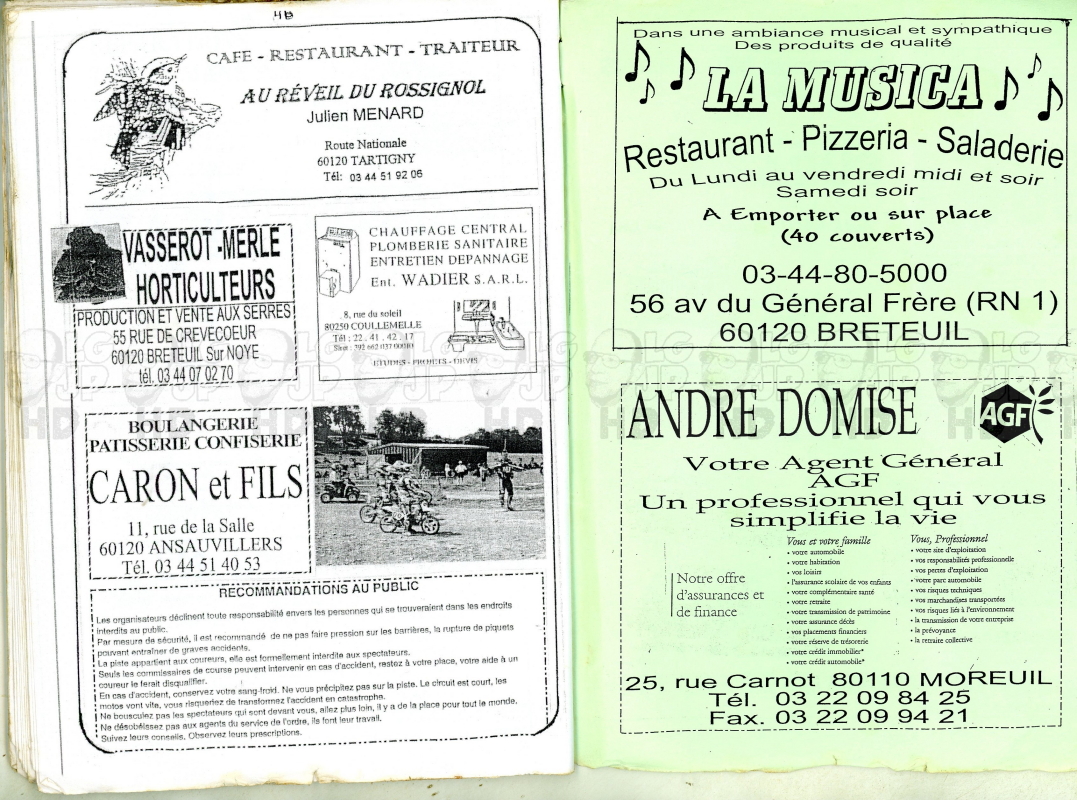 4B
CAFE - RESTAURANT - TRAITEUR
AU RÉVEIL DU ROSSIGNOL
Julien MENARD
Route Nationale
60120 TARTIGNY
Tél: 03 44 51 92 06
VASSEROT -MERLE
HORTICULTEURS
PRODUCTION ET VENTE AUX SERRES
55 RUE DE CREVECOEUR
60120 BRETEUIL Sur NOYE
tél. 03 44 07 02 70
CHAUFFAGE CENTRAL
PLOMBERIE SANITAIRE
ENTRETIEN DEPANNAGE
Ent. WADIER S.A.R.L.
8, rue du soleil
80250 COULLEMELLE
Tél : 22 . 41 . 42 . 17
Siret : 392 662 037 00010
ETUDES - PROJETS - DEVIS
BOULANGERIE
PATISSERIE CONFISERIE
CARON et FILS
11, rue de la Salle
60120 ANSAUVILLERS
Tél. 03 44 51 40 53
RECOMMANDATIONS AU PUBLIC
Les organisateurs déclinent toute responsabilité envers les personnes qui se trouveraient dans les endroits
interdits au public.
Par mesure de sécurité, il est recommandé de ne pas faire pression sur les barrières, la rupture de piquets
pouvant entraîner de graves accidents.
La piste appartient aux coureurs, elle est formellement interdite aux spectateurs.
Seuls les commissaires de course peuvent intervenir en cas d'accident, restez à votre place, votre aide à un
coureur le ferait disqualifier.
En cas d'accident, conservez votre sang-froid. Ne vous précipitez pas sur la piste. Le circuit est court, les
motos vont vite, vous risqueriez de transformez l'accident en catastrophe.
Ne bousculez pas les spectateurs qui sont devant vous, allez plus loin, il y a de la place pour tout le monde.
Ne désobéissez pas aux agents du service de l'ordre, ils font leur travail.
Suivez leurs conseils. Observez leurs prescriptions.
Dans une ambiance musical et sympathique
Des produits de qualité
LA MUSICA
Restaurant - Pizzeria - Saladerie
Du Lundi au vendredi midi et soir
Samedi soir
A Emporter ou sur place
(40 couverts)
03-44-80-5000
56 av du Général Frère (RN 1)
60120 BRETEUIL
ANDRE DOMISE
AGF
Votre Agent Général
AGF
Un professionnel qui vous
simplifie la vie
Notre offre
d'assurances et
de finance
Vous et votre famille
• votre automobile
• votre habitation
• vos loisirs
• l'assurance scolaire de vos enfants
• votre complémentaire santé
• votre retraite
• votre transmission de patrimoine
• votre assurance décès
• vos placements financiers
• votre réserve de trésorerie
• votre crédit immobilier*
• votre crédit automobile*
Vous, Professionnel
• votre site d'exploitation
• vos responsabilités professionnelle
• vos pertes d'exploitation
• votre parc automobile
• vos risques techniques
• vos marchandises transportées
• vos risques liés à l'environnement
• la transmission de votre entreprise
• la prévoyance
• la retraite collective
25, rue Carnot 80110 MOREUIL
Tél. 03 22 09 84 25
Fax. 03 22 09 94 21